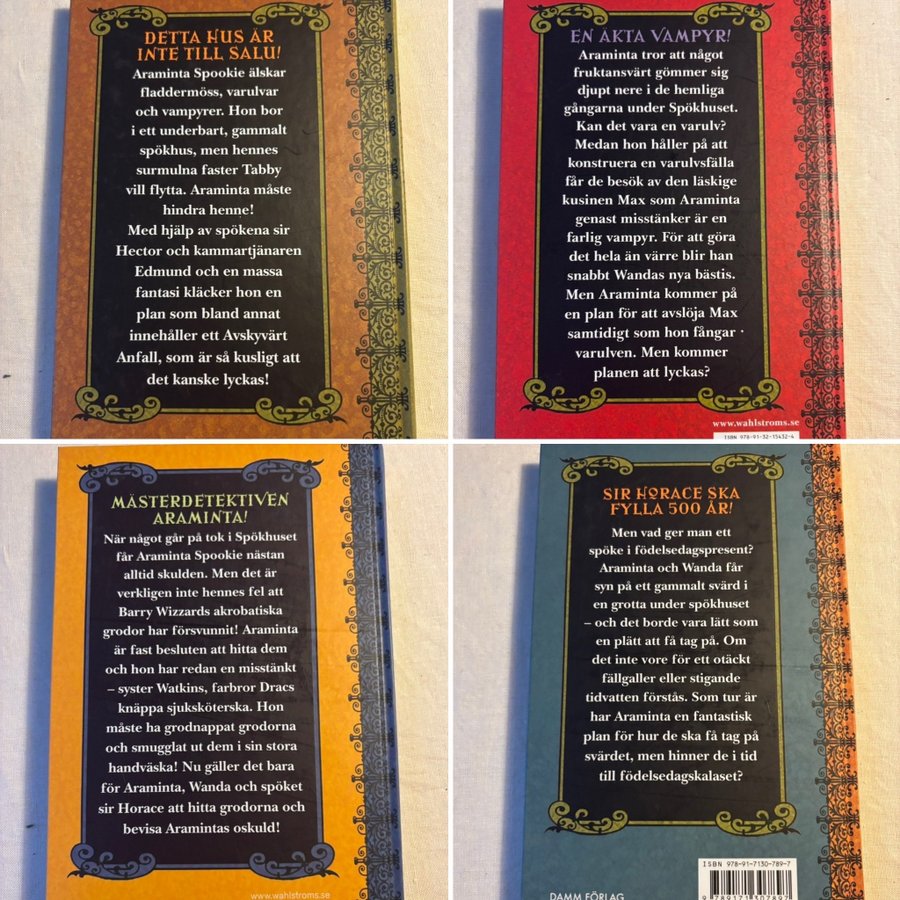 DETTA HUS ÄR
INTE TILL SALU!
Araminta Spookie älskar
fladdermöss, varulvar
och vampyrer. Hon bor
i ett underbart, gammalt
spökhus, men hennes
surmulna faster Tabby
vill flytta. Araminta måste
hindra henne!
Med hjälp av spökena sir
Hector och kammartjänaren
Edmund och en massa
fantasi kläcker hon en
plan som bland annat
innehåller ett Avskyvärt
Anfall, som är så kusligt att
det kanske lyckas!
EN ÄKTA VAMPYR!
Araminta tror att något
fruktansvärt gömmer sig
djupt nere i de hemliga
gångarna under Spökhuset.
Kan det vara en varulv?
Medan hon håller på att
konstruera en varulvsfälla
får de besök av den läskige
kusinen Max som Araminta
genast misstänker är en
farlig vampyr. För att göra
det hela än värre blir han
snabbt Wandas nya bästis.
Men Araminta kommer på
en plan för att avslöja Max
samtidigt som hon fångar
varulven. Men kommer
planen att lyckas?
www.wahlstroms.se
ISBN 978-91-32-15432-4
MÄSTERDETEKTIVEN
ARAMINTA!
När något går på tok i Spökhuset
får Araminta Spookie nästan
alltid skulden. Men det är
verkligen inte hennes fel att
Barry Wizzards akrobatiska
grodor har försvunnit! Araminta
är fast besluten att hitta dem
och hon har redan en misstänkt
– syster Watkins, farbror Dracs
knäppa sjuksköterska. Hon
måste ha grodnappat grodorna
och smugglat ut dem i sin stora
handväska! Nu gäller det bara
för Araminta, Wanda och spöket
sir Horace att hitta grodorna och
bevisa Aramintas oskuld!
www.wahlstroms.se
SIR HORACE SKA
FYLLA 500 ÅR!
Men vad ger man ett
spöke i födelsedagspresent?
Araminta och Wanda får
syn på ett gammalt svärd i
en grotta under spökhuset
– och det borde vara lätt som
en plätt att få tag på. Om
det inte vore för ett otäckt
fällgaller eller stigande
tidvatten förstås. Som tur är
har Araminta en fantastisk
plan för hur de ska få tag på
svärdet, men hinner de i tid
till födelsedagskalaset?
ISBN 978-91-7130-789-7
9 789171 307897
DAMM FÖRLAG